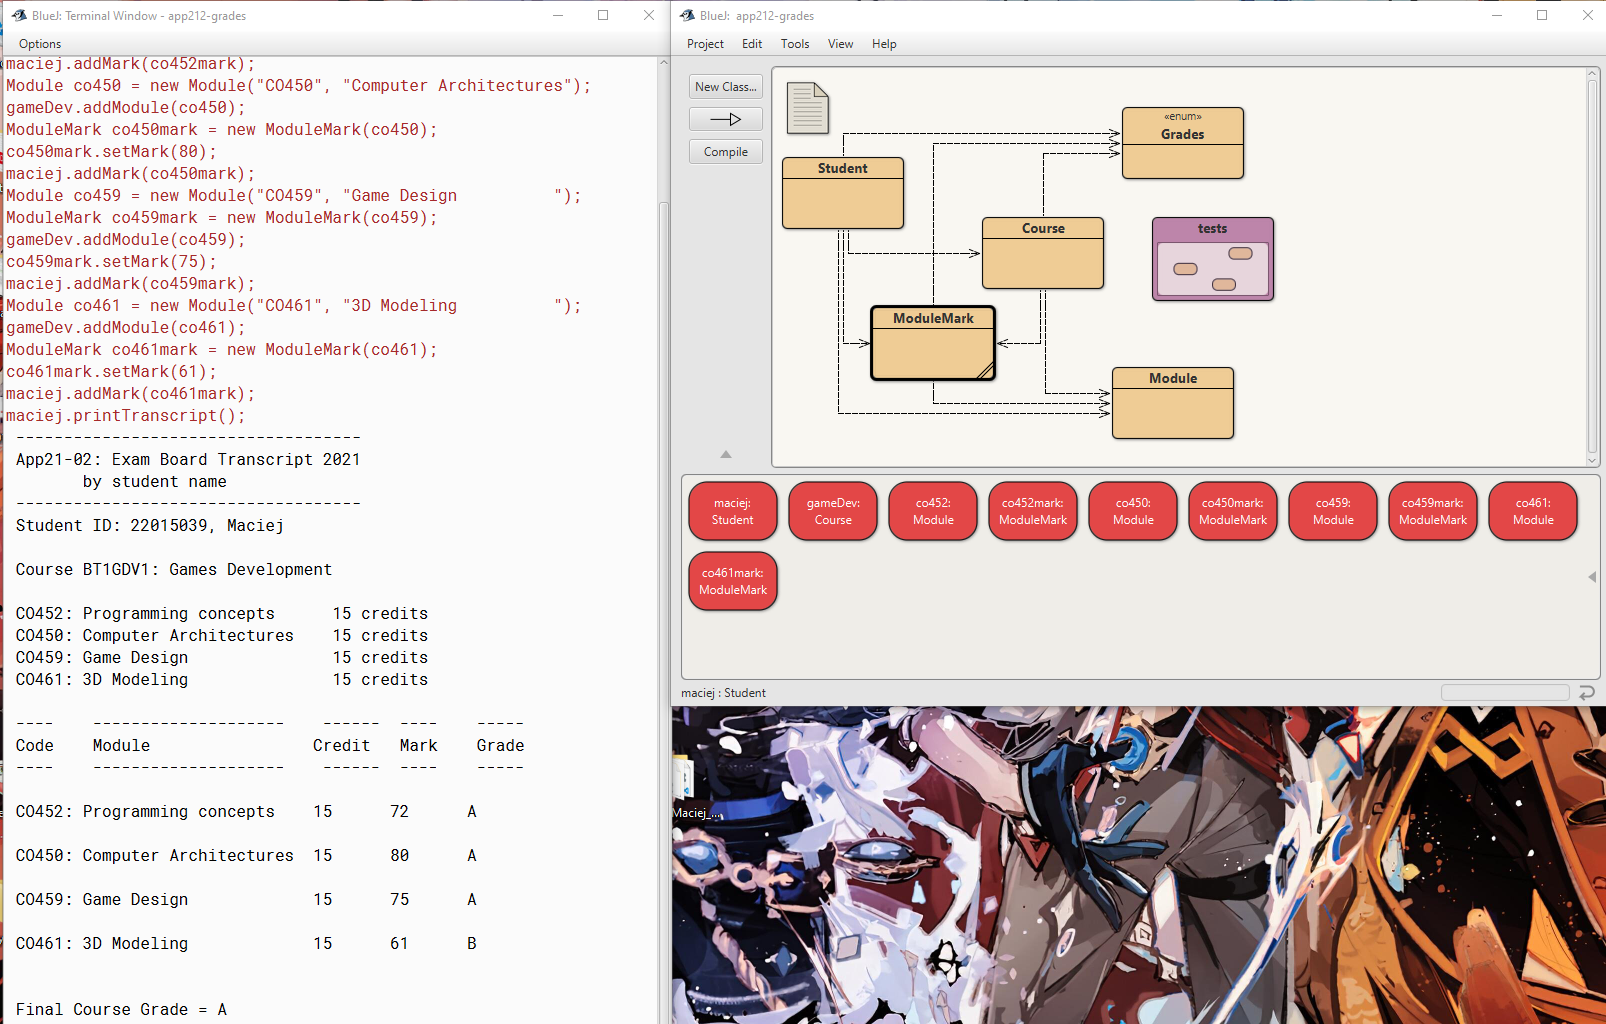 BlueJ: Terminal Window - app212-grades
Options
maciej.addMark(co452mark);
Module co450 = new Module("CO450", "Computer Architectures");
gameDev.addModule(co450);
ModuleMark co450mark = new ModuleMark(co450);
co450mark.setMark(80);
maciej.addMark(co450mark);
Module co459 = new Module("CO459", "Game Design          ");
ModuleMark co459mark = new ModuleMark(co459);
gameDev.addModule(co459);
co459mark.setMark(75);
maciej.addMark(co459mark);
Module co461 = new Module("CO461", "3D Modeling          ");
gameDev.addModule(co461);
ModuleMark co461mark = new ModuleMark(co461);
co461mark.setMark(61);
maciej.addMark(co461mark);
maciej.printTranscript();
------------------------------------
App21-02: Exam Board Transcript 2021
by student name
------------------------------------
Student ID: 22015039, Maciej
Course BT1GDV1: Games Development
CO452: Programming concepts      15 credits
CO450: Computer Architectures    15 credits
CO459: Game Design               15 credits
CO461: 3D Modeling               15 credits
----    --------------------    ------  ----    -----
Code    Module                 Credit   Mark    Grade
----    --------------------    ------  ----    -----
CO452: Programming concepts    15      72      A
CO450: Computer Architectures  15      80      A
CO459: Game Design             15      75      A
CO461: 3D Modeling             15      61      B
Final Course Grade = A
BlueJ:  app212-grades
Project  Edit  Tools  View  Help
New Class...
Compile
«enum»
Grades
Student
Course
tests
ModuleMark
Module
maciej:
Student
gameDev:
Course
co452:
Module
co452mark:
ModuleMark
co450:
Module
co450mark:
ModuleMark
co459:
Module
co459mark:
ModuleMark
co461:
Module
co461mark:
ModuleMark
maciej : Student
Maciej_...